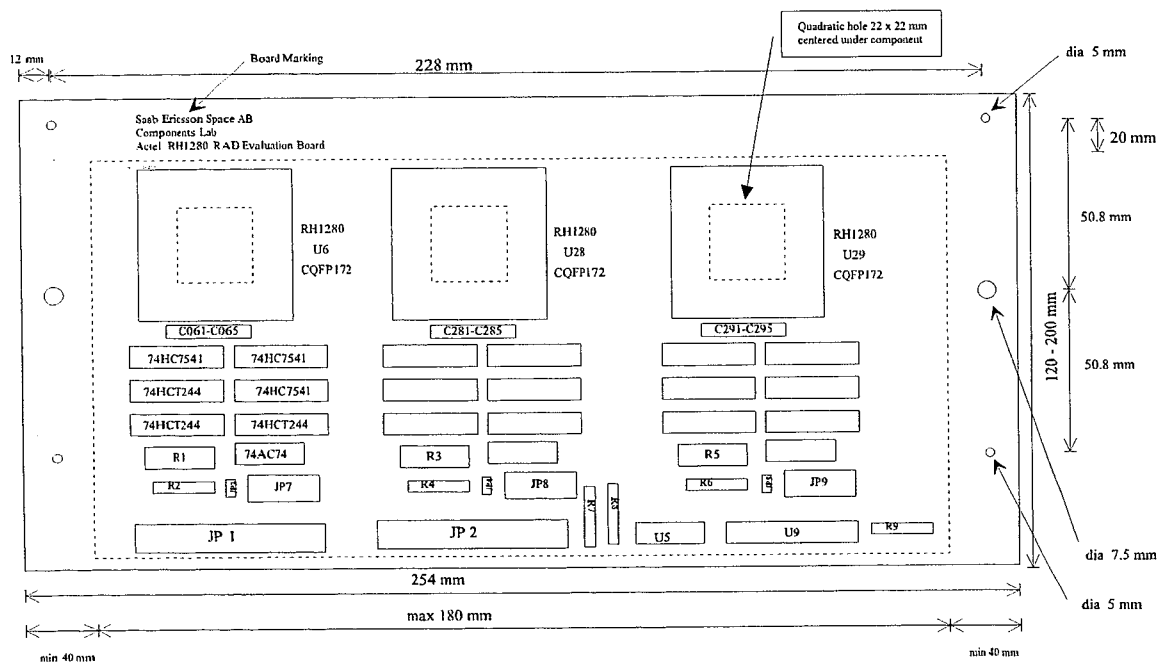 Quadratic hole 22 x 22 mm
centered under component
12 mm
Board Marking
228 mm
dia 5 mm
Saab Ericsson Space AB
Components Lab
Actel RH1280 RAD Evaluation Board
20 mm
50.8 mm
RH1280
U6
CQFP172
RH1280
U28
CQFP172
RH1280
U29
CQFP172
C061-C065
C281-C285
C291-C295
120 - 200 mm
50.8 mm
74HC7541
74HC7541
74HCT244
74HC7541
74HCT244
74HCT244
R1
74AC74
R3
R5
R2
JP7
R4
JP8
R6
JP9
R7
R8
JP 1
JP 2
U5
U9
R9
dia 7.5 mm
254 mm
dia 5 mm
max 180 mm
min 40 mm
min 40 mm